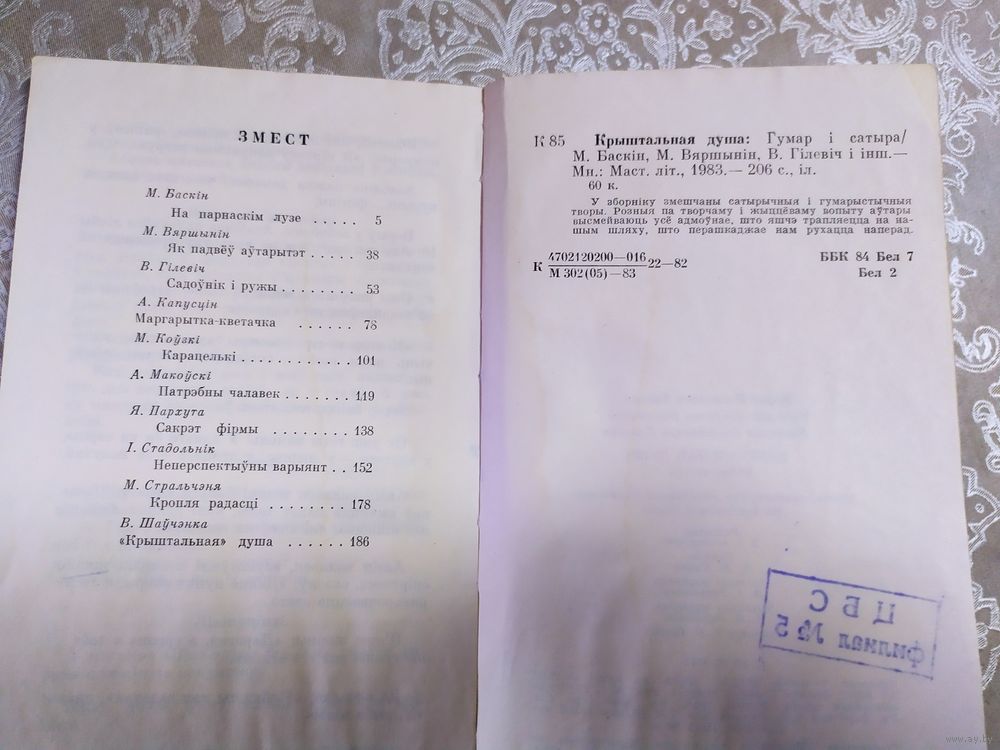 ЗМЕСТ
М. Баскін
На парнаскім лузе ..... 5
М. Вяршынін
Як падвёў аўтарытэт ..... 38
В. Гілевіч
Садоўнік і ружы ........ 53
А. Капусцін
Маргарытка-кветачка ...... 78
М. Коўзкі
Карацелькі ............ 101
А. Макоўскі
Патрэбны чалавек ....... 119
Я. Пархута
Сакрэт фірмы ........ 138
І. Стадольнік
Неперспектыўны варыянт .. 152
М. Стральчэня
Кропля радасці ........ 178
В. Шаўчэнка
«Крыштальная» душа ...... 186
К 85 Крыштальная душа: Гумар і сатыра/
М. Баскін, М. Вяршынін, В. Гілевіч і інш.—
Мн.: Маст. літ., 1983.— 206 с., іл.
60 к.
У зборніку змешчаны сатырычныя і гумарыстычныя
творы. Розныя па творчаму і жыццёваму вопыту аўтары
высмейваюць усё адмоўнае, што яшчэ трапляецца на на-
шым шляху, што перашкаджае нам рухацца наперад.
К 4702120200—016 22—82
М 302(05)—83
ББК 84 Бел 7
Бел 2
ЦБС
филиал № 5
www.ay.by